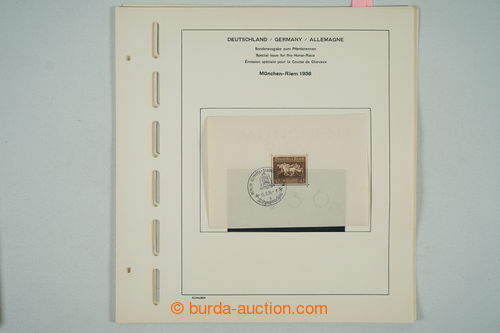 DEUTSCHLAND / GERMANY / ALLEMAGNE
Sonderausgabe zum Pferderennen
Special issue for the Horse-Race
Émission spéciale pour la Course de Chevaux
München-Riem 1936
burda-auction.com